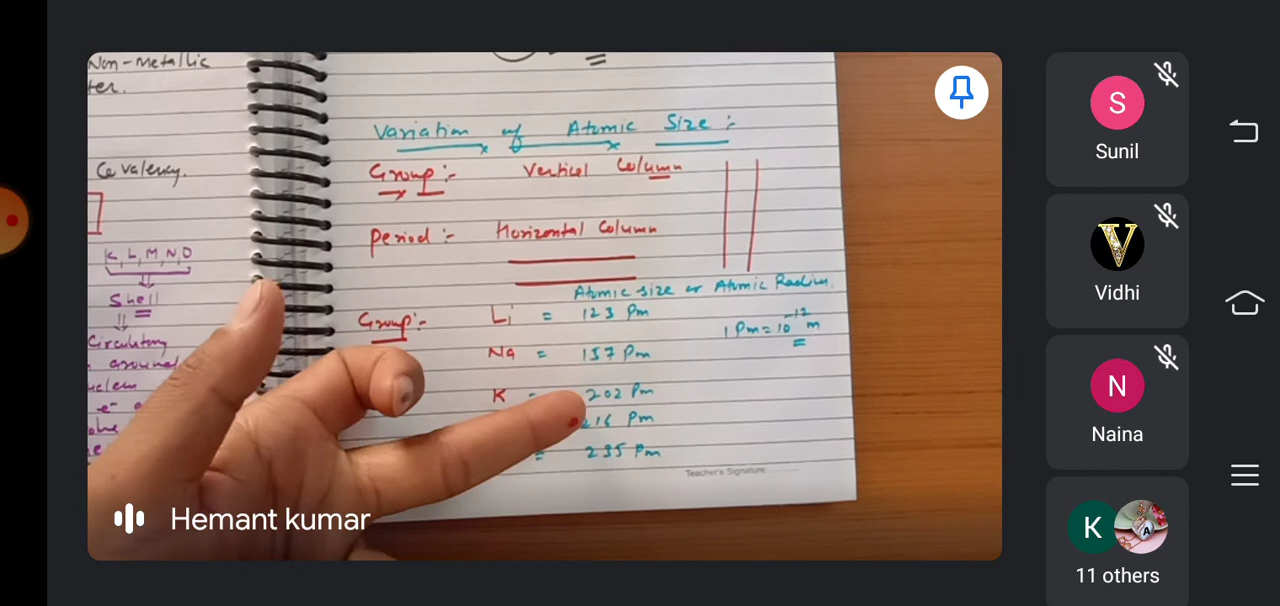 Non-metallic
ter.
Covalency.
K, L, M, N, O
Shell
Circulating
around
e-
Variation of Atomic Size :-
Group :- Vertical Column
Period :- Horizontal Column
Atomic size or Atomic Radius.
Group :- Li = 123 Pm
1 Pm = 10^-12 m
Na = 157 Pm
K - 202 Pm
216 Pm
= 235 Pm
Teacher's Signature
Hemant kumar
S
Sunil
V
Vidhi
N
Naina
K
A
11 others